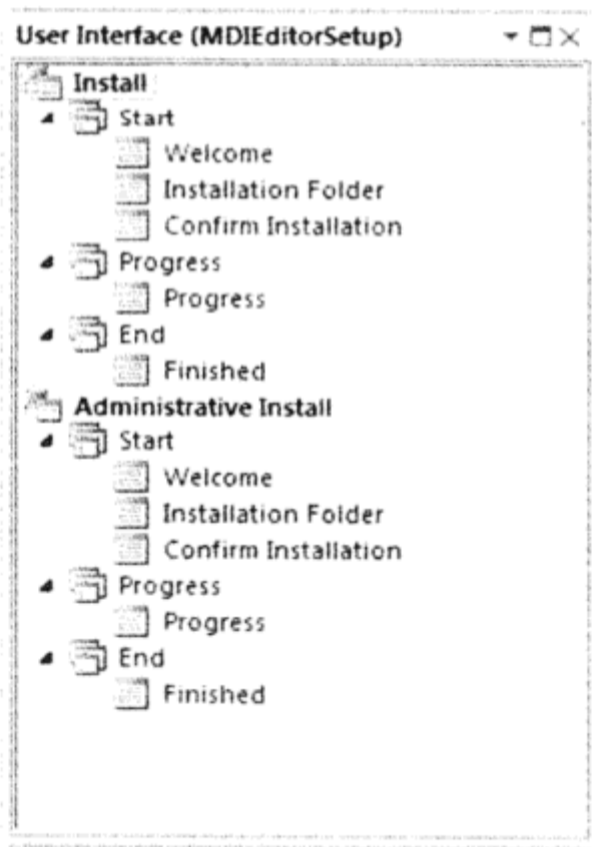 User Interface (MDIEditorSetup)
Install
Start
Welcome
Installation Folder
Confirm Installation
Progress
Progress
End
Finished
Administrative Install
Start
Welcome
Installation Folder
Confirm Installation
Progress
Progress
End
Finished